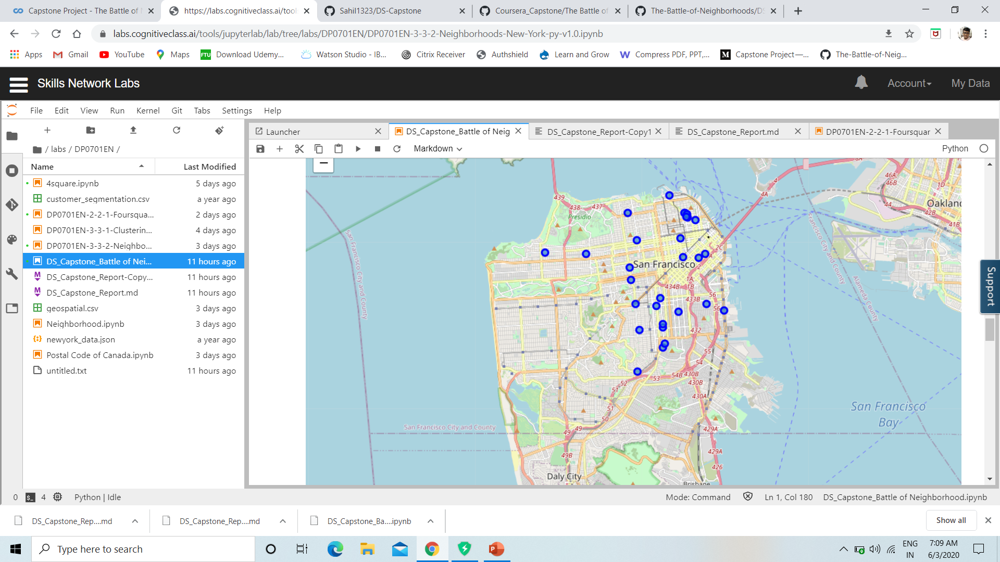 Capstone Project - The Battle of
https://labs.cognitiveclass.ai/tool
Sahil1323/DS-Capstone
Coursera_Capstone/The Battle of
The-Battle-of-Neighborhoods/DS
labs.cognitiveclass.ai/tools/jupyterlab/lab/tree/labs/DP0701EN/DP0701EN-3-3-2-Neighborhoods-New-York-py-v1.0.ipynb
Apps Gmail YouTube Maps FTU Download Udemy... Watson Studio - IB... Citrix Receiver Authshield Learn and Grow Compress PDF, PPT,... Capstone Project—... The-Battle-of-Neig...
Skills Network Labs Account My Data
File Edit View Run Kernel Git Tabs Settings Help
Launcher DS_Capstone_Battle of Neig DS_Capstone_Report-Copy1 DS_Capstone_Report.md DP0701EN-2-2-1-Foursquar
/ labs / DP0701EN /
Markdown Python
Name Last Modified
4square.ipynb 5 days ago
customer_segmentation.csv a year ago
DP0701EN-2-2-1-Foursqua... 2 days ago
DP0701EN-3-3-1-Clusterin... 4 days ago
DP0701EN-3-3-2-Neighbo... 3 days ago
DS_Capstone_Battle of Nei... 11 hours ago
DS_Capstone_Report-Copy... 11 hours ago
DS_Capstone_Report.md 11 hours ago
geospatial.csv 3 days ago
Neighborhood.ipynb 3 days ago
newyork_data.json a year ago
Postal Code of Canada.ipynb 3 days ago
untitled.txt 11 hours ago
439
438
437
Presidio
4
4A
46A
46B
1D
Oakland
44
42B
41B
2C
San Francisco
2
1A
1B
434B
433B
56
56
432
55
54
54B
430B
53
52
430B
51
430A
51
50
49
49
429A
49B
429A
426
San Francisco City and County
San Francisco City and County
Francisco City and County
Alameda County
San Francisco
Bay
Daly City
Brisbane
Support
0 4 Python | Idle Mode: Command Ln 1, Col 180 DS_Capstone_Battle of Neighborhood.ipynb
DS_Capstone_Rep....md DS_Capstone_Rep....md DS_Capstone_Ba....ipynb Show all
Type here to search
ENG
IN
7:09 AM
6/3/2020